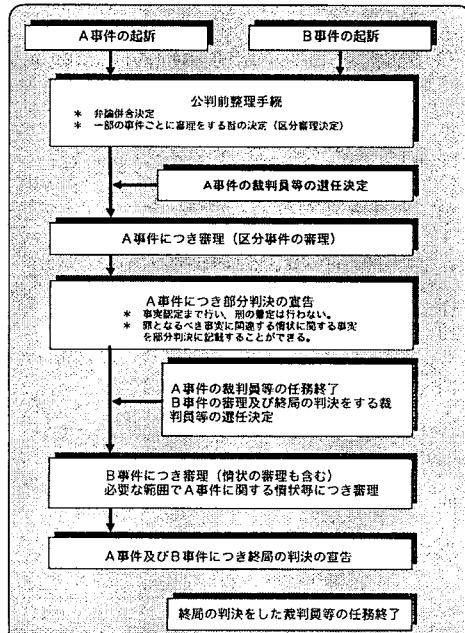 A事件の起訴
B事件の起訴
公判前整理手続
* 弁論併合決定
* 一部の事件ごとに審理をする旨の決定（区分審理決定）
A事件の裁判員等の選任決定
A事件につき審理（区分事件の審理）
A事件につき部分判決の宣告
* 事実認定まで行い，刑の量定は行わない。
* 罪となるべき事実に関連する情状に関する事実
を部分判決に記載することができる。
A事件の裁判員等の任務終了
B事件の審理及び終局の判決をする裁
判員等の選任決定
B事件につき審理（情状の審理も含む）
必要な範囲でA事件に関する情状等につき審理
A事件及びB事件につき終局の判決の宣告
終局の判決をした裁判員等の任務終了